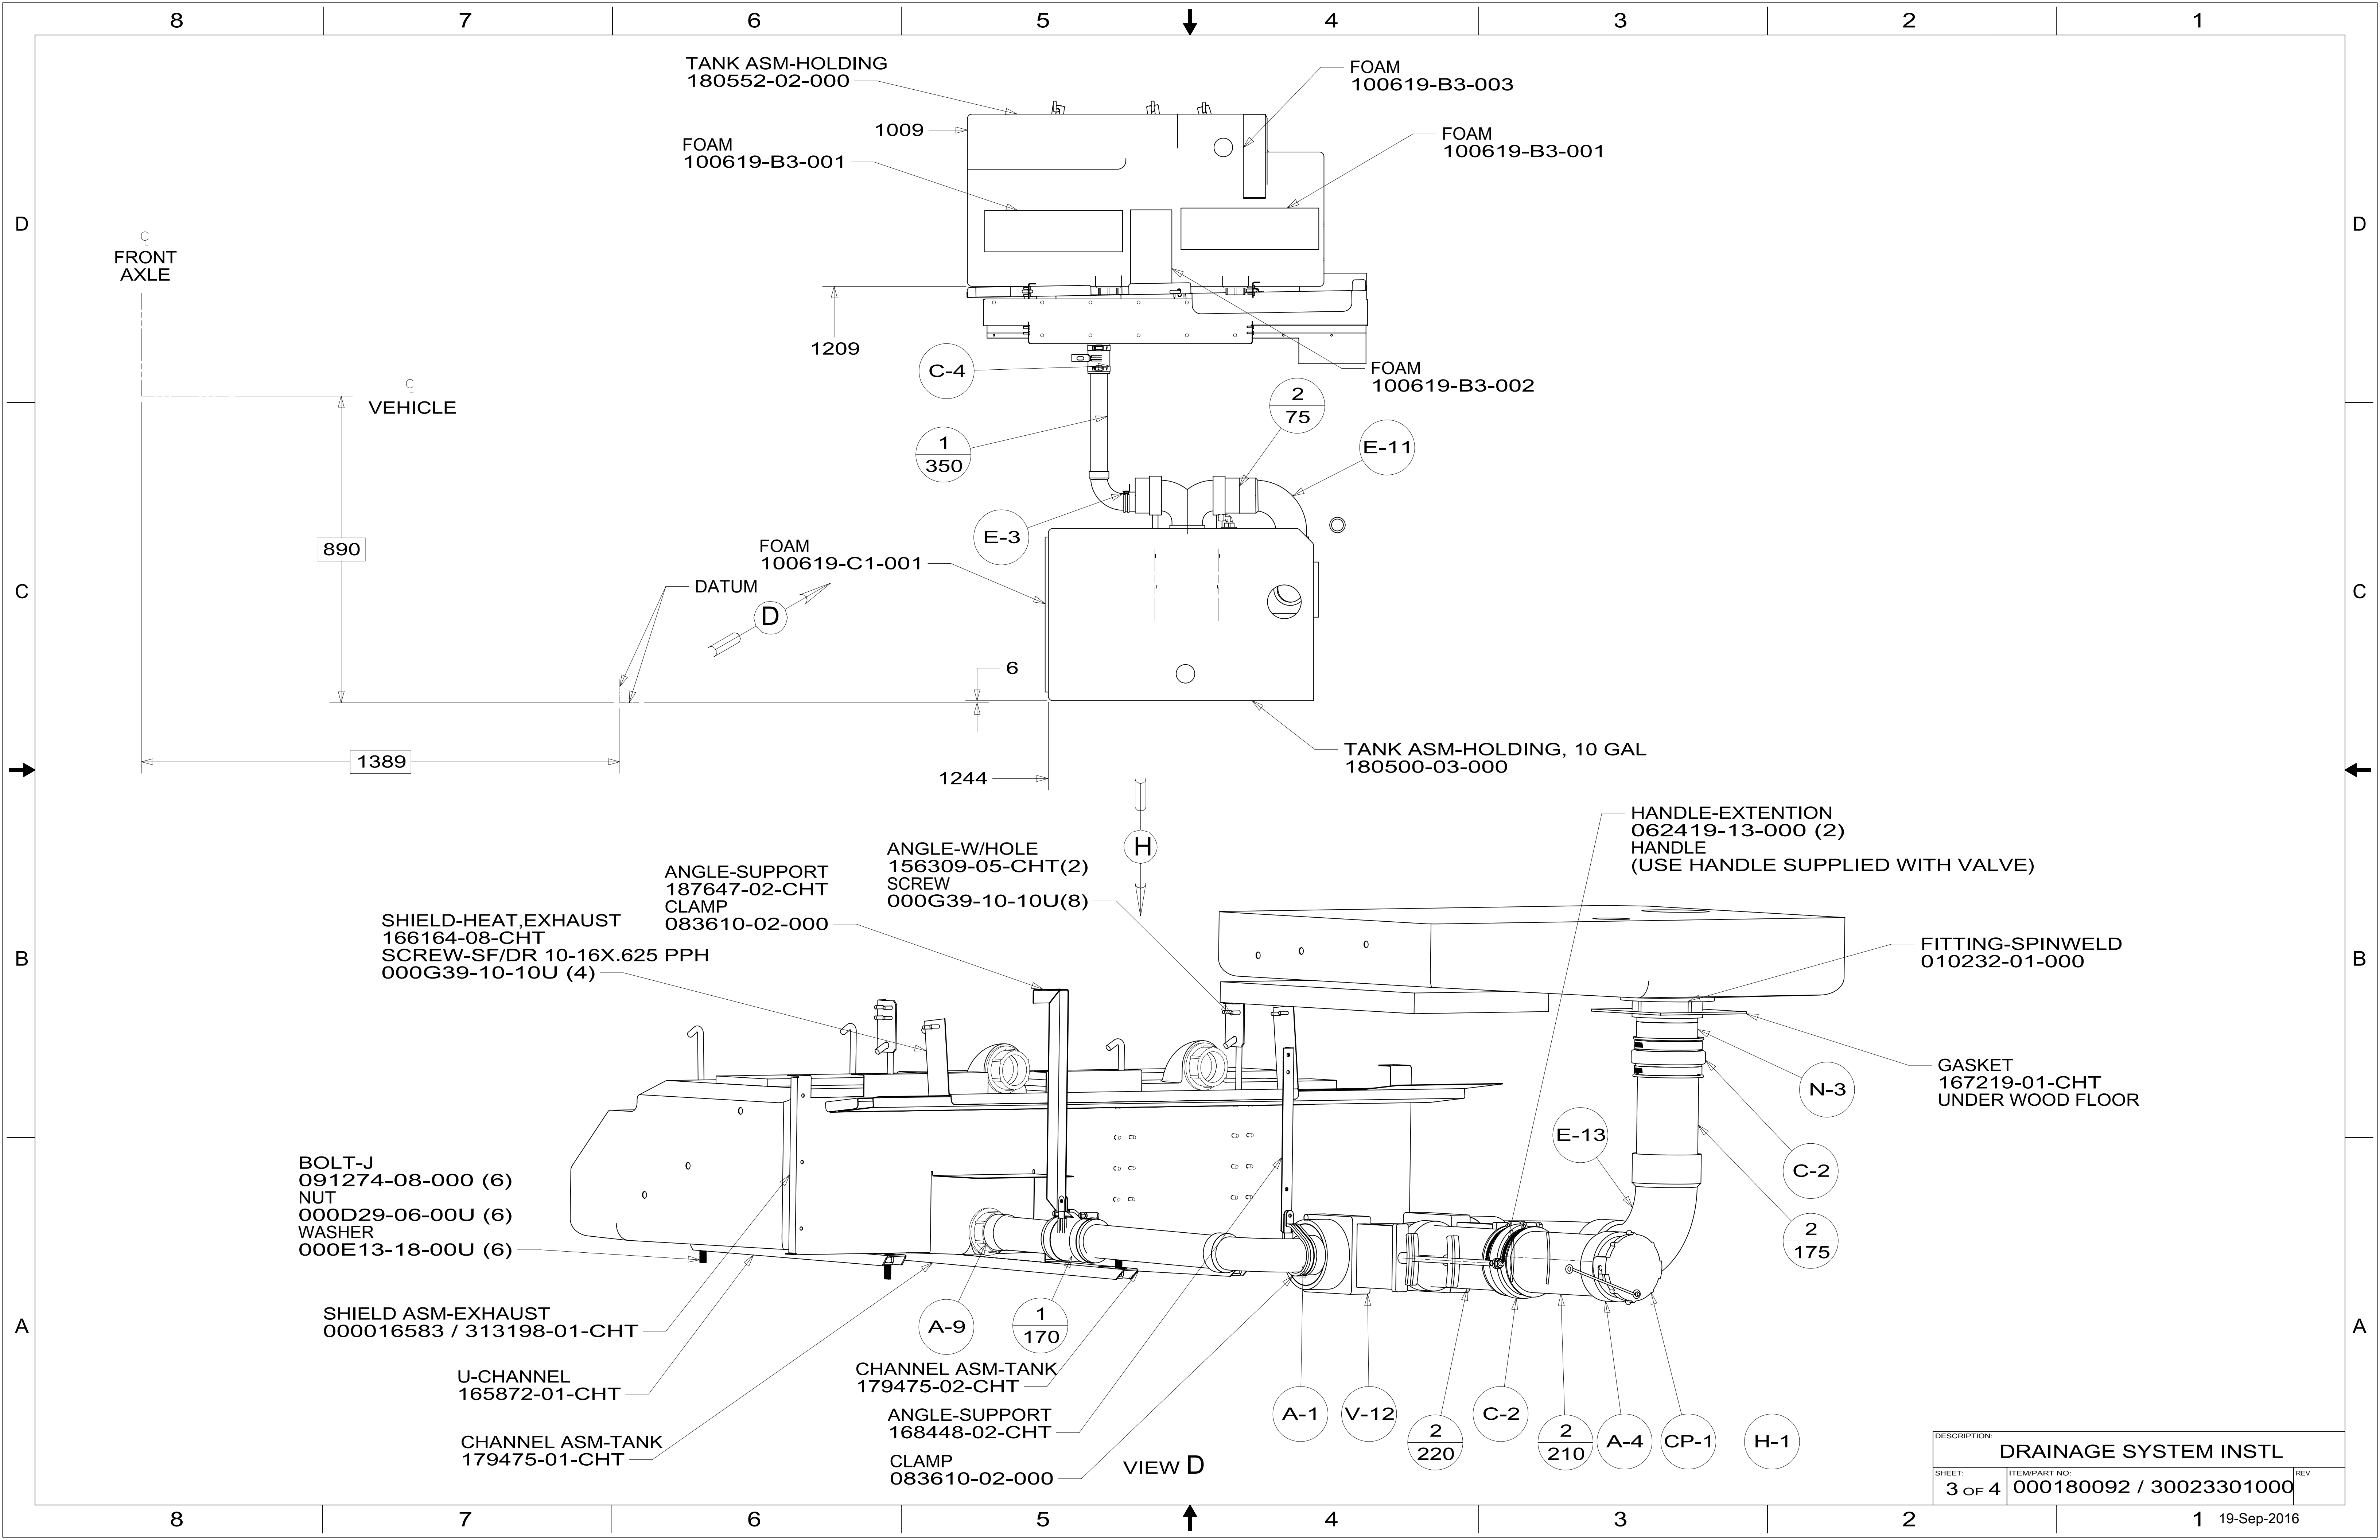 8 7 6 5 4 3 2 1
TANK ASM-HOLDING
180552-02-000
FOAM
100619-B3-003
1009
FOAM
100619-B3-001
FOAM
100619-B3-001
D
D
CL
FRONT
AXLE
1209
C-4
FOAM
100619-B3-002
CL
VEHICLE
2
75
1
350
E-11
E-3
890
FOAM
100619-C1-001
DATUM
D
C
C
6
TANK ASM-HOLDING, 10 GAL
180500-03-000
1389
1244
HANDLE-EXTENTION
062419-13-000 (2)
HANDLE
(USE HANDLE SUPPLIED WITH VALVE)
H
ANGLE-W/HOLE
156309-05-CHT(2)
SCREW
000G39-10-10U(8)
ANGLE-SUPPORT
187647-02-CHT
CLAMP
083610-02-000
SHIELD-HEAT,EXHAUST
166164-08-CHT
SCREW-SF/DR 10-16X.625 PPH
000G39-10-10U (4)
FITTING-SPINWELD
010232-01-000
B
B
GASKET
167219-01-CHT
UNDER WOOD FLOOR
N-3
E-13
C-2
BOLT-J
091274-08-000 (6)
NUT
000D29-06-00U (6)
WASHER
000E13-18-00U (6)
2
175
SHIELD ASM-EXHAUST
000016583 / 313198-01-CHT
A-9
1
170
A
A
U-CHANNEL
165872-01-CHT
CHANNEL ASM-TANK
179475-02-CHT
ANGLE-SUPPORT
168448-02-CHT
CHANNEL ASM-TANK
179475-01-CHT
CLAMP
083610-02-000
VIEW D
A-1
V-12
2
220
C-2
2
210
A-4
CP-1
H-1
DESCRIPTION:
DRAINAGE SYSTEM INSTL
SHEET:
3 OF 4
ITEM/PART NO:
000180092 / 30023301000
REV
8 7 6 5 4 3 2 1
19-Sep-2016